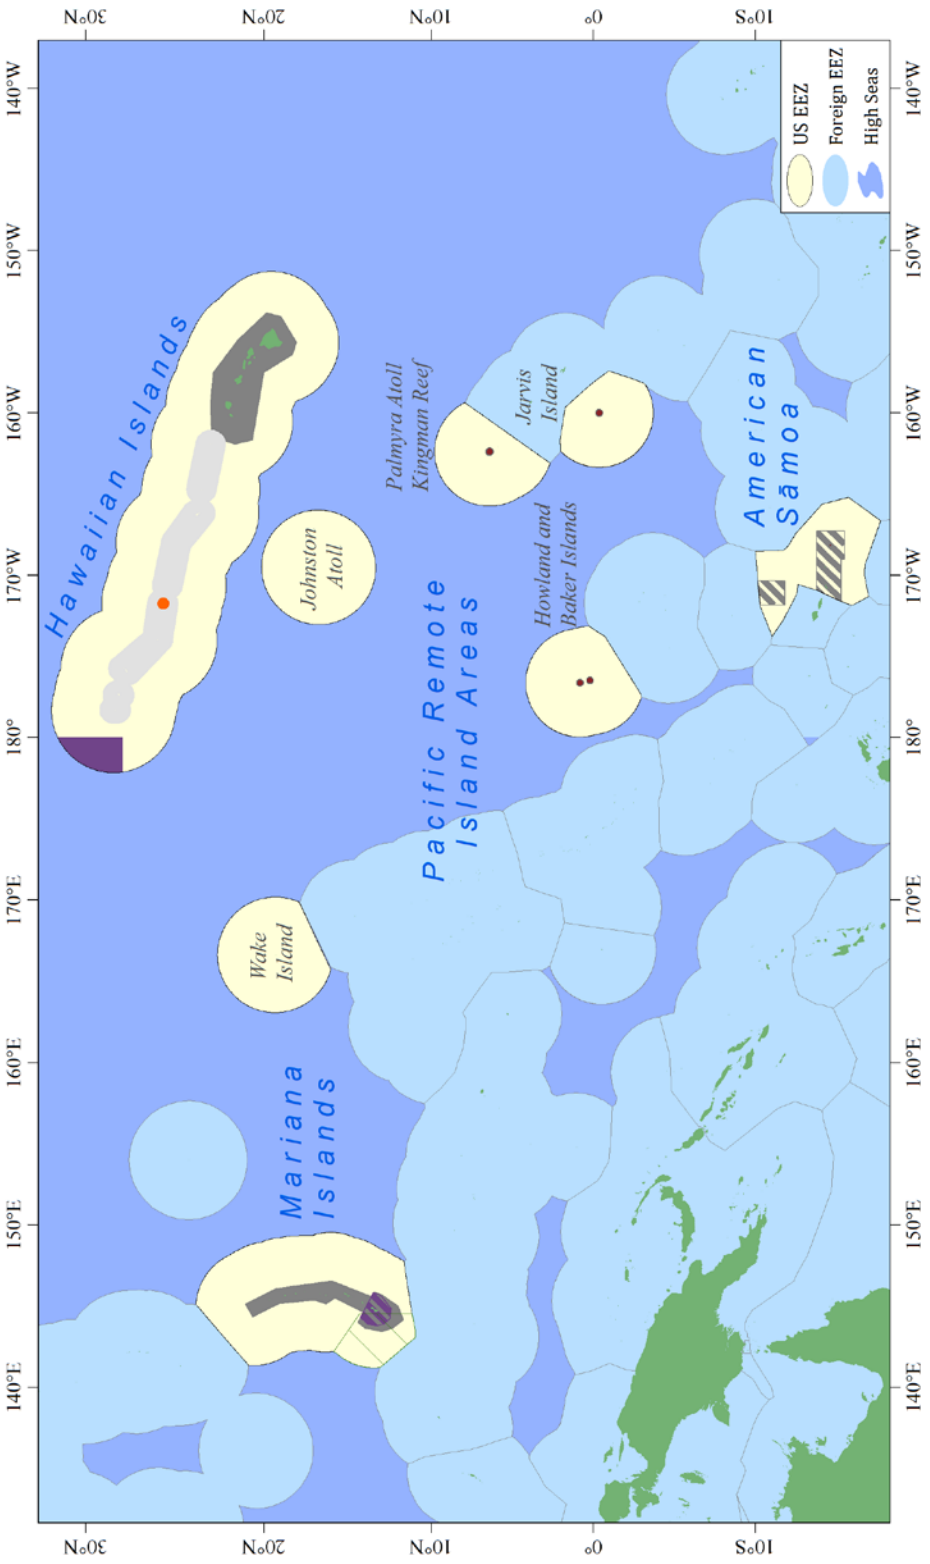 140°E
150°E
160°E
170°E
180°
170°W
160°W
150°W
140°W
30°N
20°N
10°N
0°
10°S
30°N
20°N
10°N
0°
10°S
Hawaiian Islands
Mariana
Islands
Wake
Island
Johnston
Atoll
Pacific Remote
Island Areas
Palmyra Atoll
Kingman Reef
Howland and
Baker Islands
Jarvis
Island
American
Sāmoa
US EEZ
Foreign EEZ
High Seas
140°E
150°E
160°E
170°E
180°
170°W
160°W
150°W
140°W